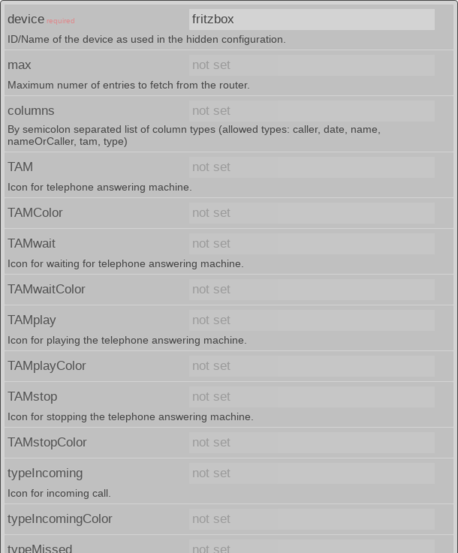 device required fritzbox
ID/Name of the device as used in the hidden configuration.
max not set
Maximum numer of entries to fetch from the router.
columns not set
By semicolon separated list of column types (allowed types: caller, date, name,
nameOrCaller, tam, type)
TAM not set
Icon for telephone answering machine.
TAMColor not set
TAMwait not set
Icon for waiting for telephone answering machine.
TAMwaitColor not set
TAMplay not set
Icon for playing the telephone answering machine.
TAMplayColor not set
TAMstop not set
Icon for stopping the telephone answering machine.
TAMstopColor not set
typeIncoming not set
Icon for incoming call.
typeIncomingColor not set
typeMissed not set